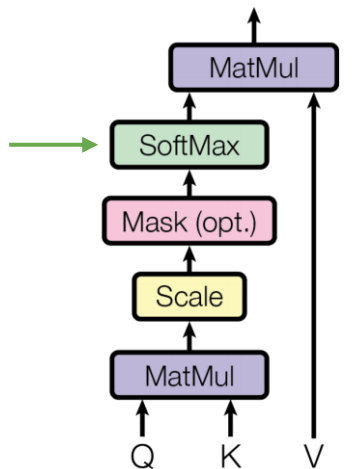 MatMul
SoftMax
Mask (opt.)
Scale
MatMul
Q K V